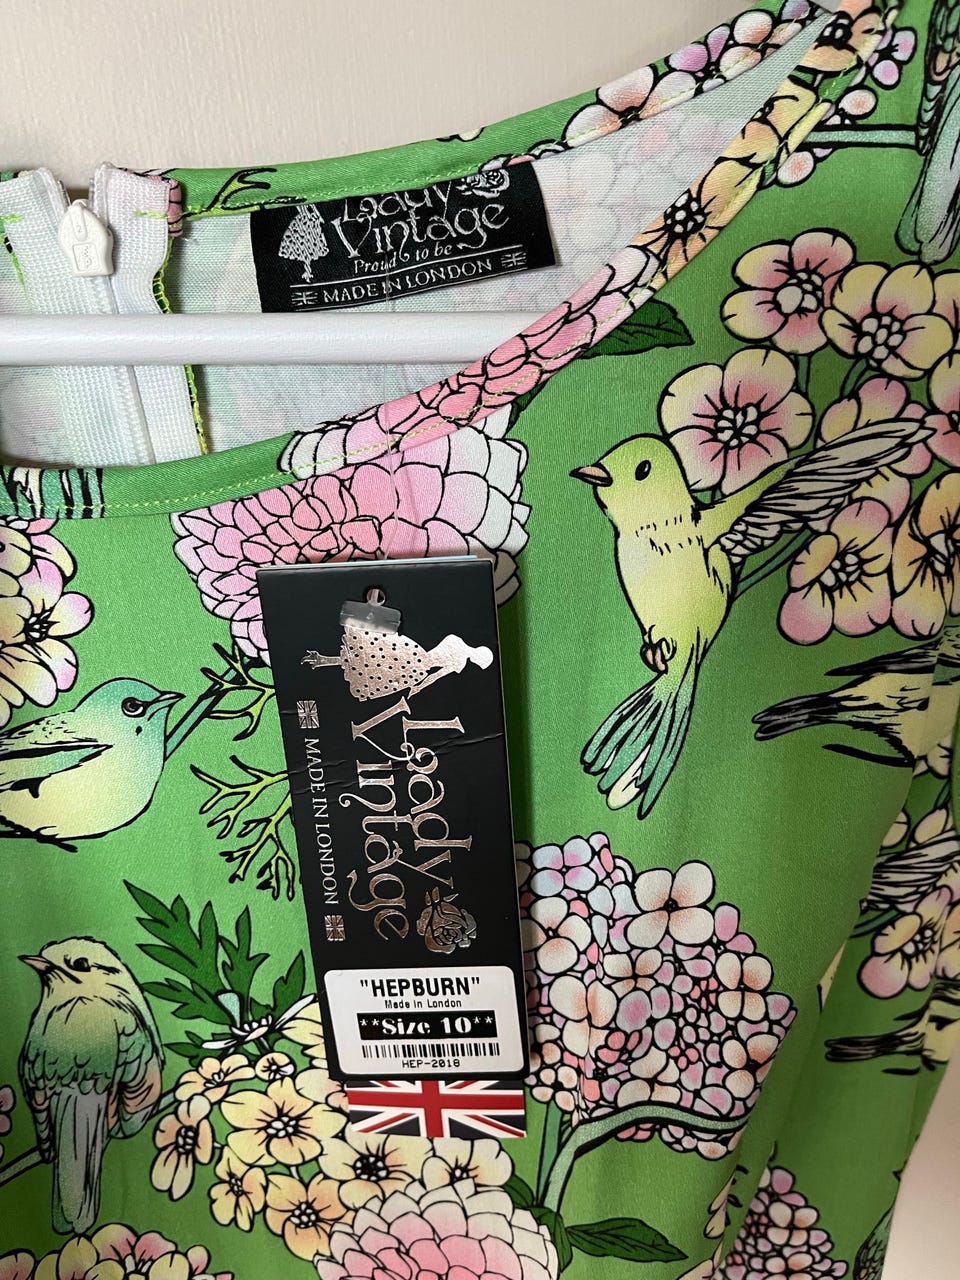 Lady
Vintage
Proud to be
MADE IN LONDON
Lady
Vintage
MADE IN LONDON
"HEPBURN"
Made in London
**Size 10**
HEP-2018